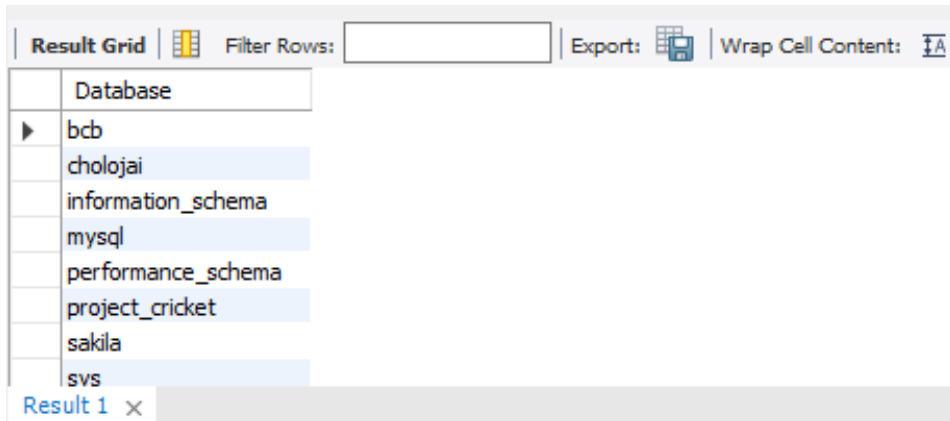 Result Grid Filter Rows: Export: Wrap Cell Content: IA
Database
bcb
cholojai
information_schema
mysql
performance_schema
project_cricket
sakila
sys
Result 1 ×